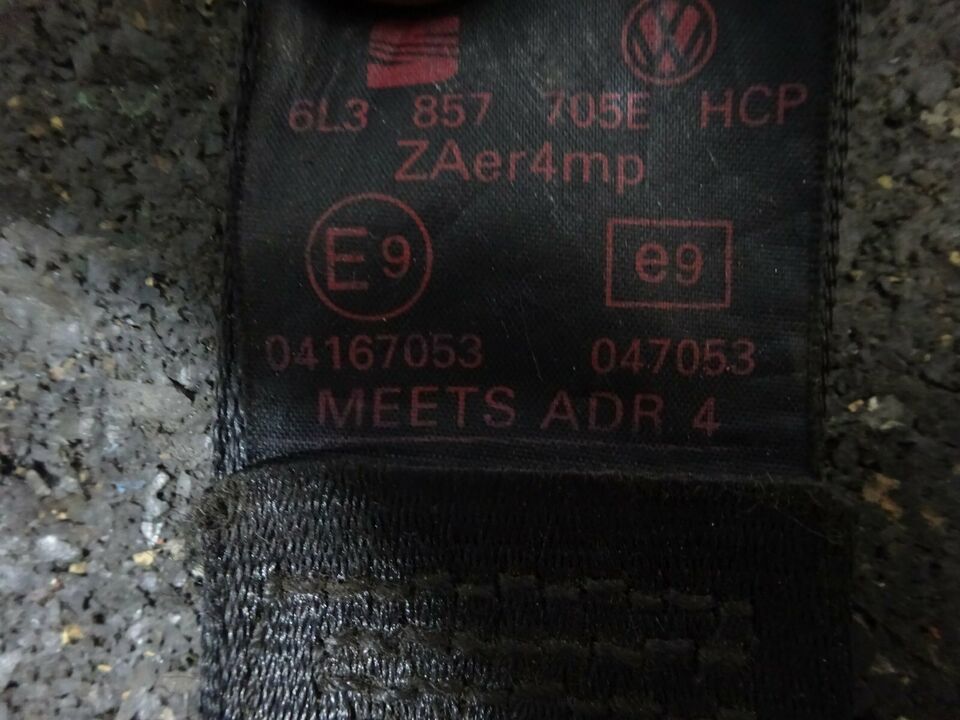 6L3 857 705E HCP
ZAer4mp
E9 e9
04167053 047053
MEETS ADR 4